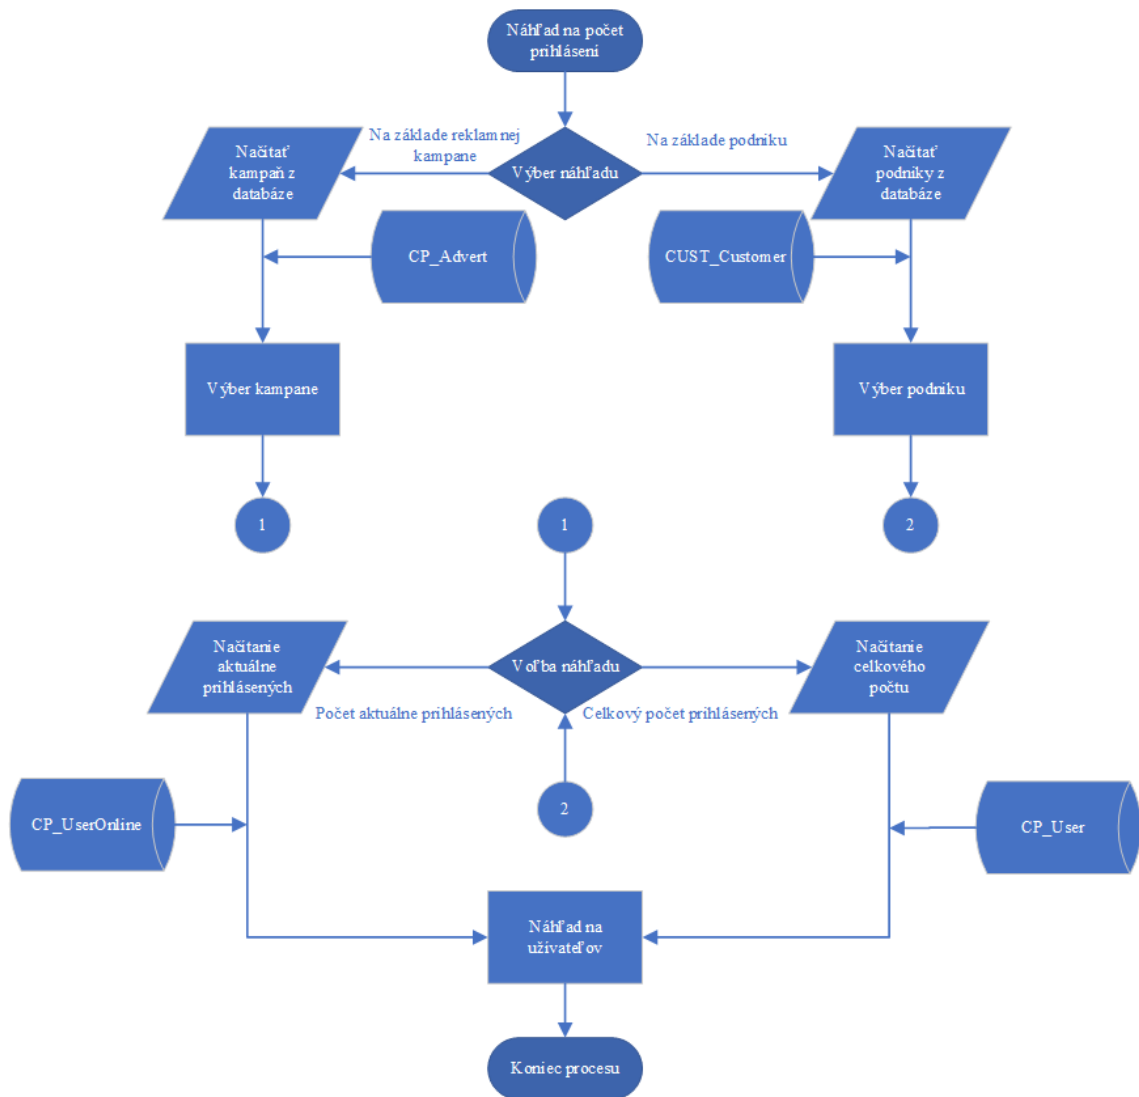 Náhľad na počet
prihlásení
Na základe reklamnej
kampane
Na základe podniku
Načítať
kampaň z
databáze
Výber náhľadu
Načítať
podniky z
databáze
CP_Advert
CUST_Customer
Výber kampane
Výber podniku
1
1
2
Načítanie
aktuálne
prihlásených
Voľba náhľadu
Načítanie
celkového
počtu
Počet aktuálne prihlásených
Celkový počet prihlásených
CP_UserOnline
2
CP_User
Náhľad na
užívateľov
Koniec procesu